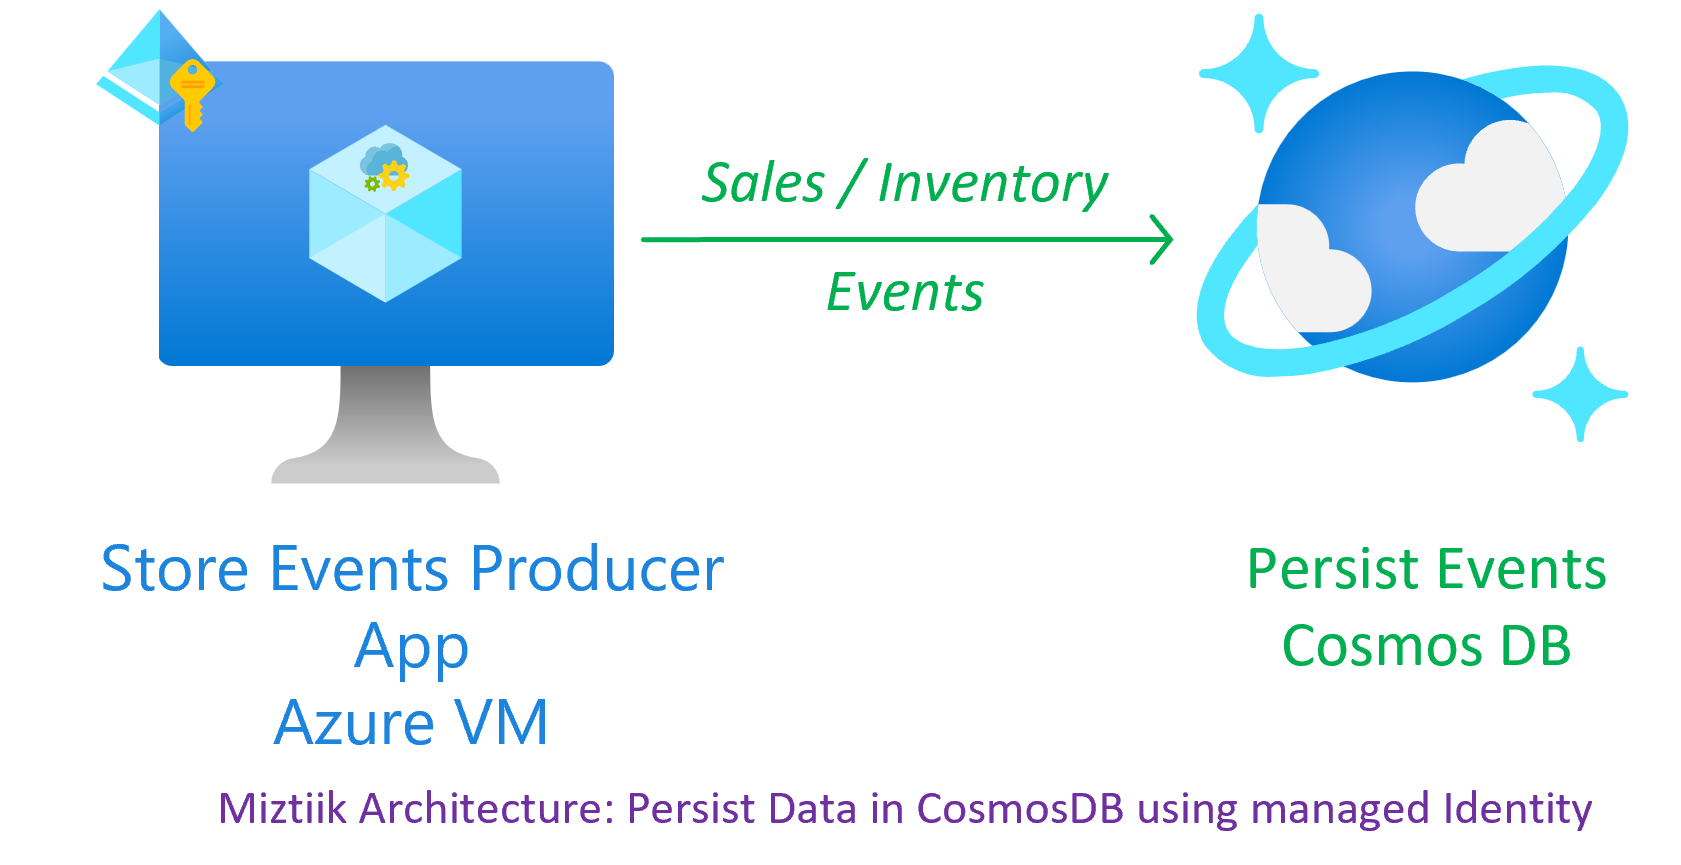 Sales / Inventory
Events
Store Events Producer
App
Azure VM
Persist Events
Cosmos DB
Miztiik Architecture: Persist Data in CosmosDB using managed Identity